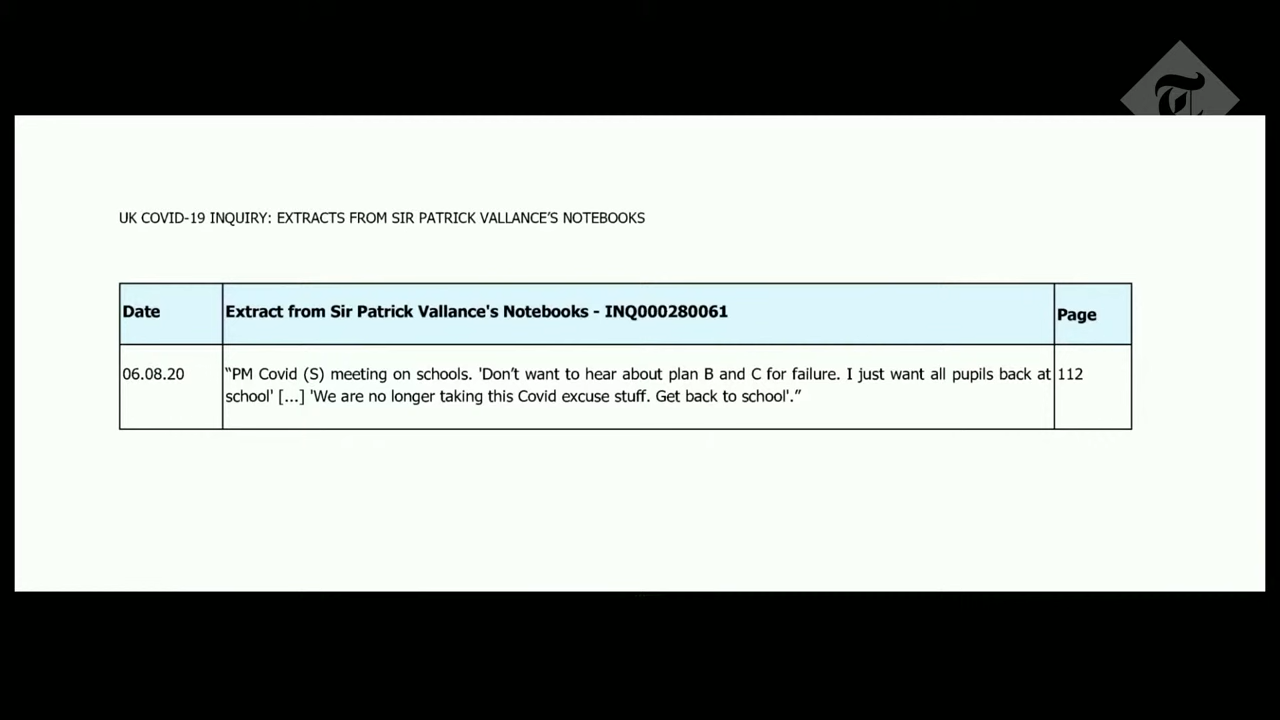 UK COVID-19 INQUIRY: EXTRACTS FROM SIR PATRICK VALLANCE’S NOTEBOOKS
Date
Extract from Sir Patrick Vallance's Notebooks - INQ000280061
Page
06.08.20
“PM Covid (S) meeting on schools. 'Don’t want to hear about plan B and C for failure. I just want all pupils back at
school' [...] 'We are no longer taking this Covid excuse stuff. Get back to school'.”
112